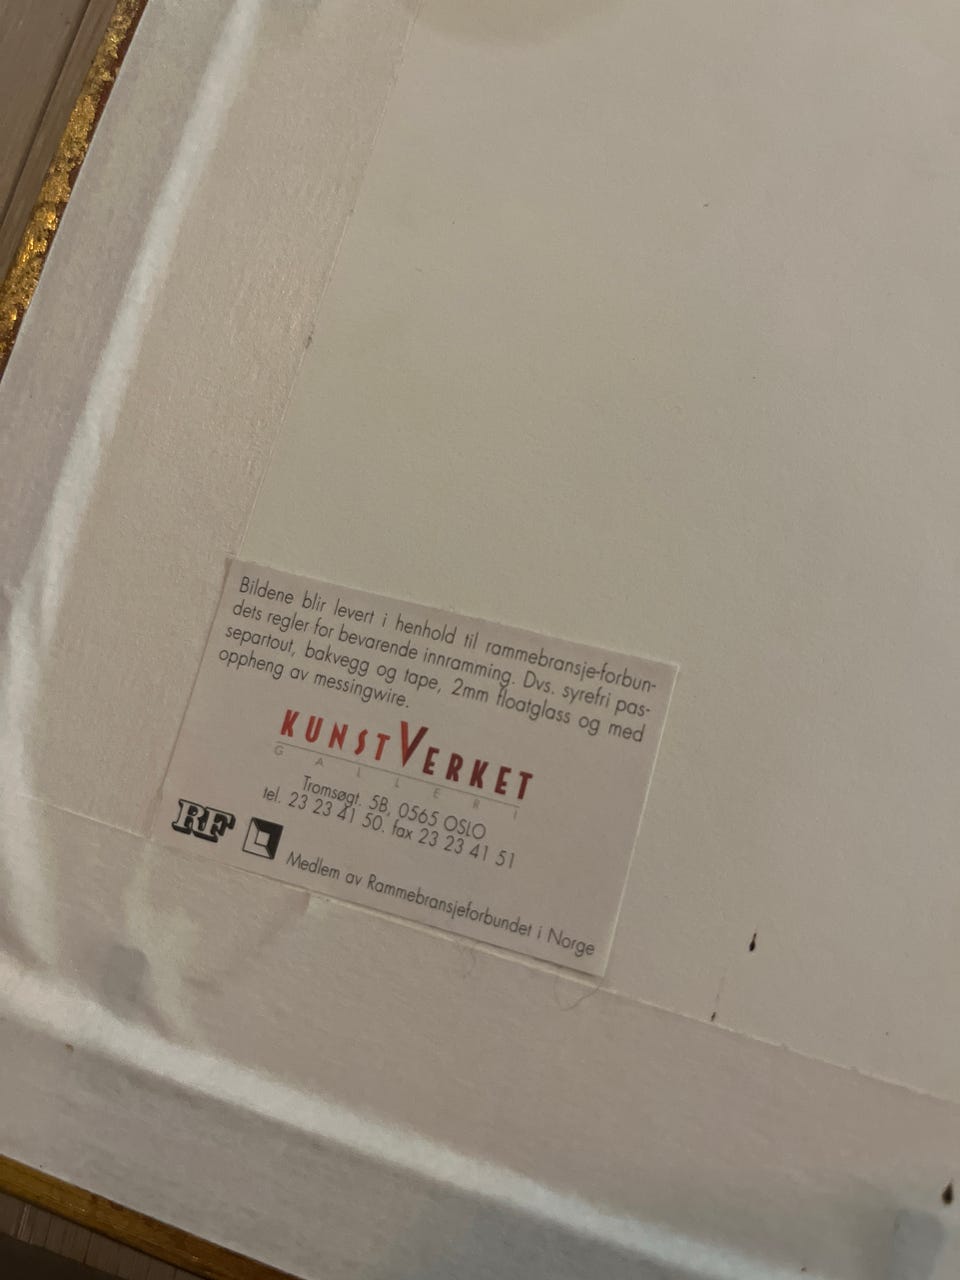 Bildene blir levert i henhold til rammebransje-forbun-
dets regler for bevarende innramming. Dvs. syrefri pas-
separtout, bakvegg og tape, 2mm floatglass og med
oppheng av messingwire.
KUNSTVERKET
GALLERI
Tromsøgt. 5B, 0565 OSLO
tel. 23 23 41 50. fax 23 23 41 51
RF
Medlem av Rammebransjeforbundet i Norge